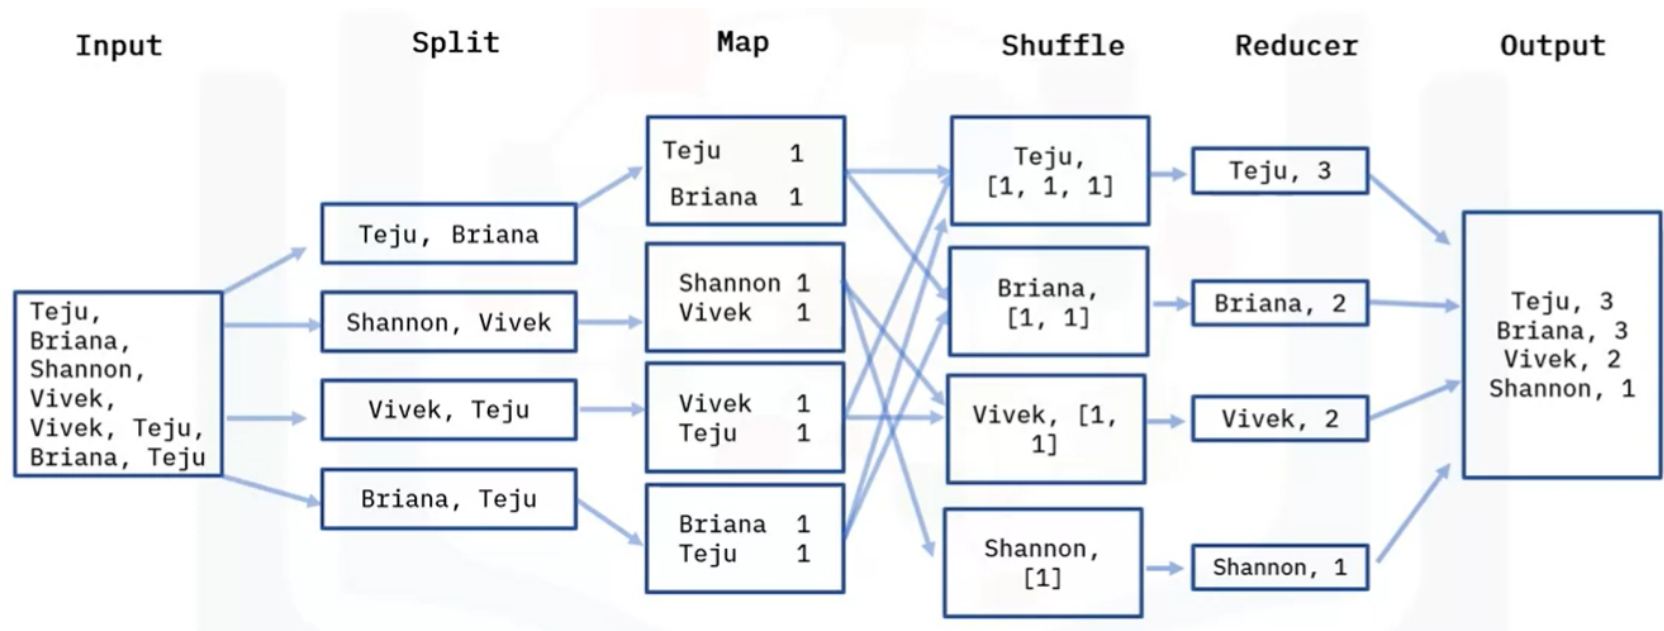 Input
Split
Map
Shuffle
Reducer
Output
Teju,
Briana,
Shannon,
Vivek,
Vivek, Teju,
Briana, Teju
Teju, Briana
Shannon, Vivek
Vivek, Teju
Briana, Teju
Teju 1
Briana 1
Shannon 1
Vivek 1
Vivek 1
Teju 1
Briana 1
Teju 1
Teju,
[1, 1, 1]
Briana,
[1, 1]
Vivek, [1,
1]
Shannon,
[1]
Teju, 3
Briana, 2
Vivek, 2
Shannon, 1
Teju, 3
Briana, 3
Vivek, 2
Shannon, 1